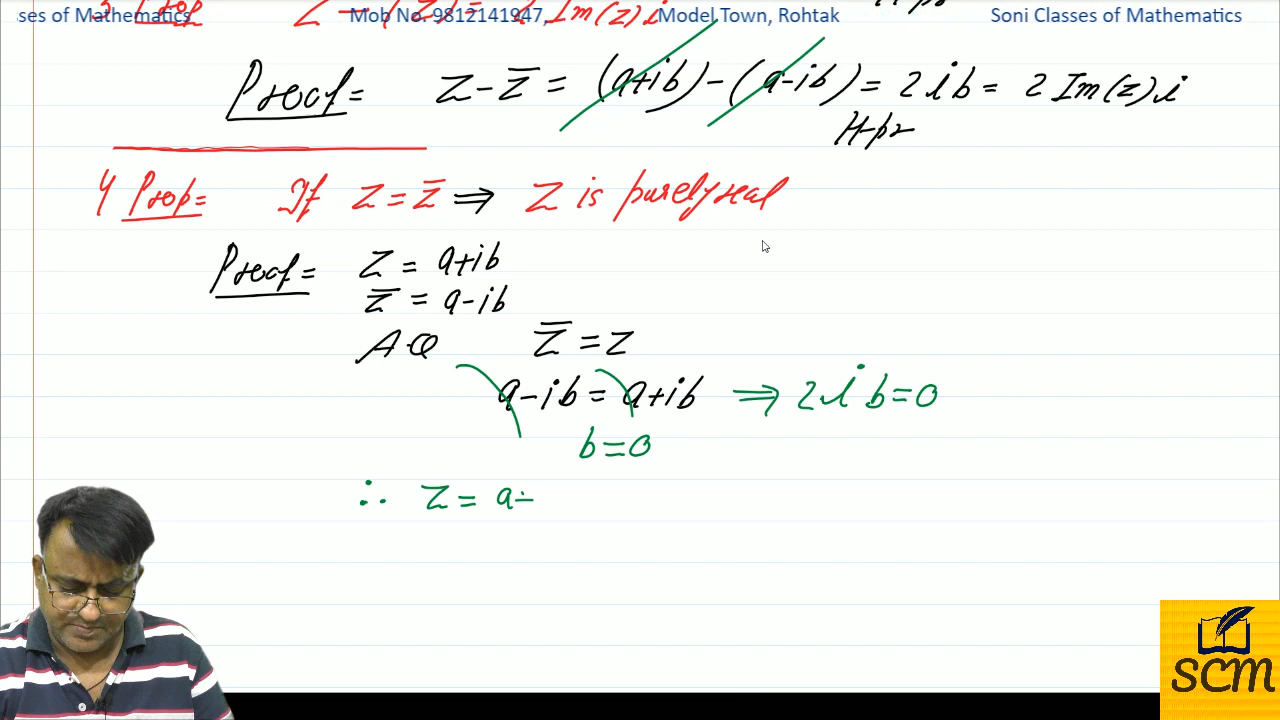 ses of Mathematics Mob No. 9812141947, Model Town, Rohtak Soni Classes of Mathematics
Proof= Z - Z̅ = (a+ib) - (a-ib) = 2ib = 2 Im(z)i
H-pr
4 Prop= If Z = Z̅ ⇒ Z is purely real
Proof= Z = a+ib
Z̅ = a-ib
A·Q Z̅ = Z
a-ib = a+ib ⇒ 2ib=0
b=0
∴ Z = a+
SCM